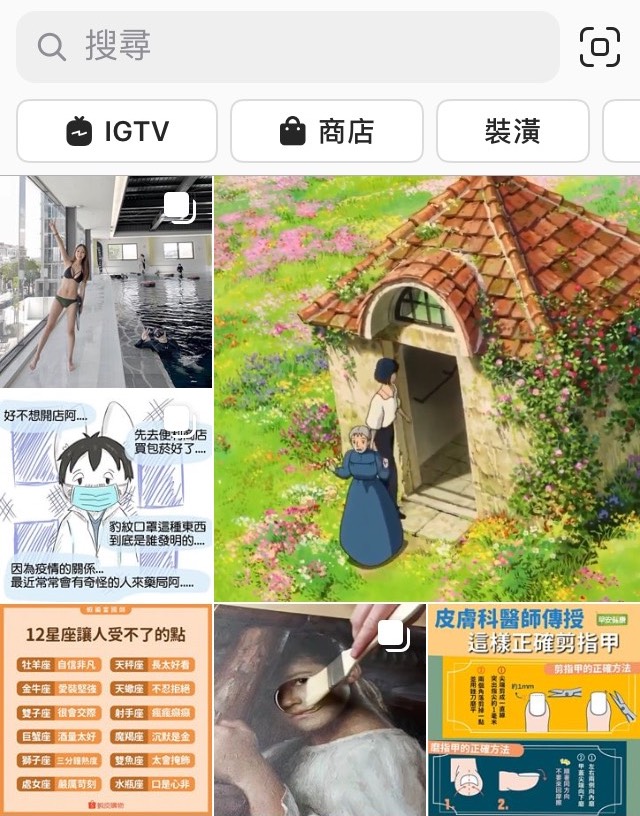 搜尋
IGTV
商店
裝潢
好不想開店阿....
先去便利商店
買包菸好了....
豹紋口罩這種東西
到底是誰發明的....
因為疫情的關係...
最近常常會有奇怪的人來藥局阿.....
12星座讓人受不了的點
牡羊座 自信非凡 天秤座 長太好看
金牛座 愛裝堅強 天蠍座 不忍拒絕
雙子座 很會交際 射手座 瘋瘋癲癲
巨蟹座 酒量太好 魔羯座 沉默是金
獅子座 三分鐘熱度 雙魚座 太會掩飾
處女座 嚴厲苛刻 水瓶座 口是心非
蝦皮購物
皮膚科醫師傳授
早安健康
這樣正確剪指甲
剪指甲的正確方法
約1mm
磨指甲的正確方法
1.
2.